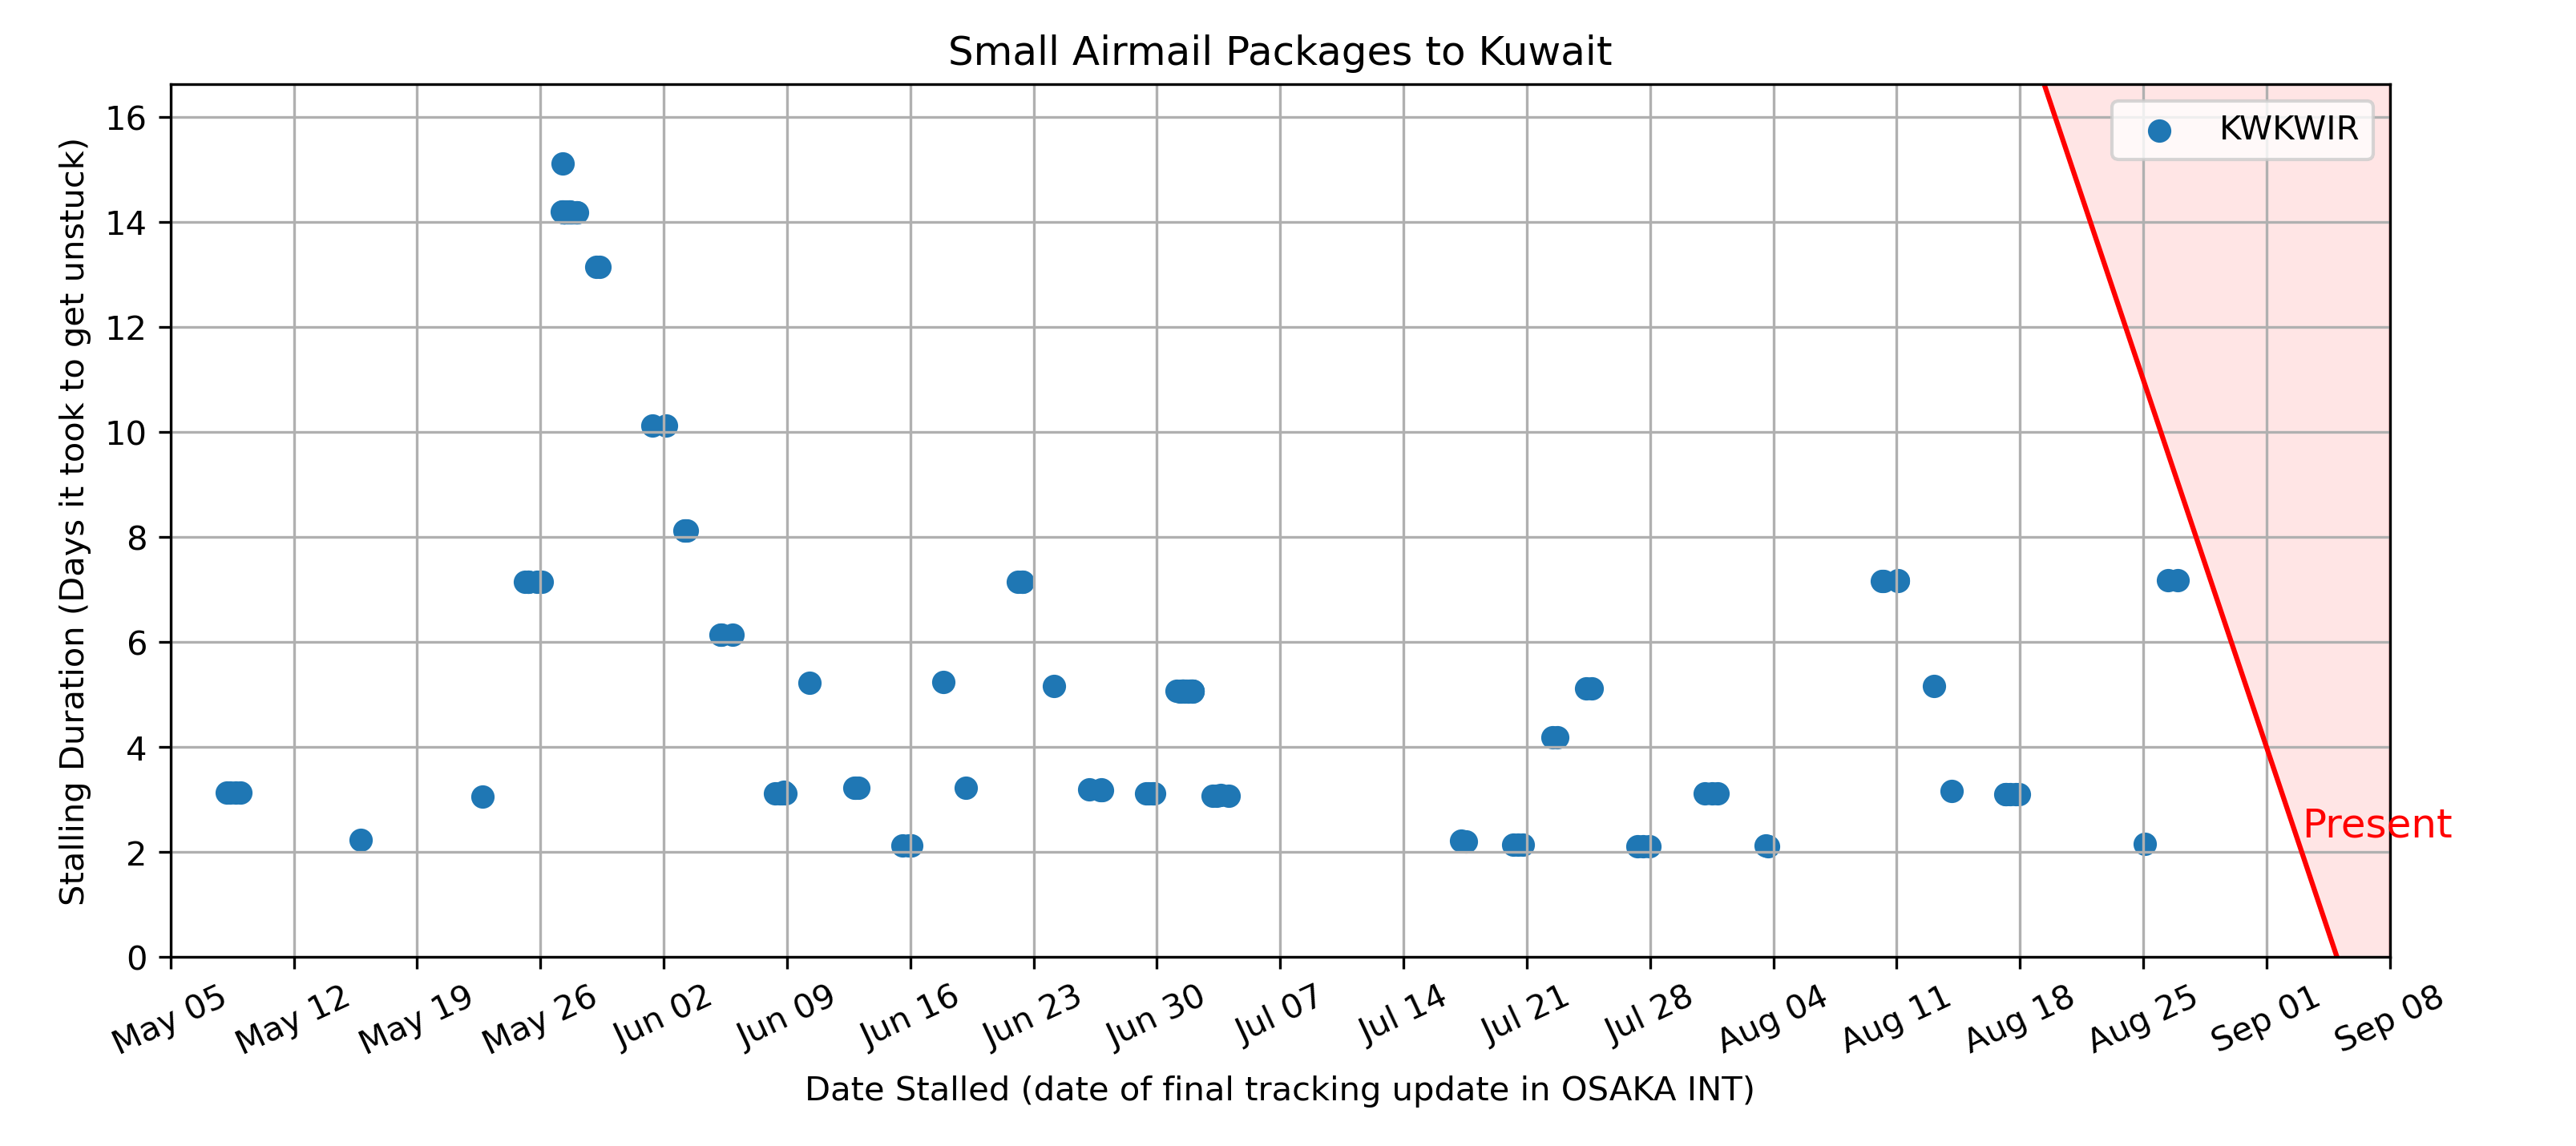 Small Airmail Packages to Kuwait
KWKWIR
16
14
12
10
8
6
4
2
0
Stalling Duration (Days it took to get unstuck)
Present
May 05
May 12
May 19
May 26
Jun 02
Jun 09
Jun 16
Jun 23
Jun 30
Jul 07
Jul 14
Jul 21
Jul 28
Aug 04
Aug 11
Aug 18
Aug 25
Sep 01
Sep 08
Date Stalled (date of final tracking update in OSAKA INT)